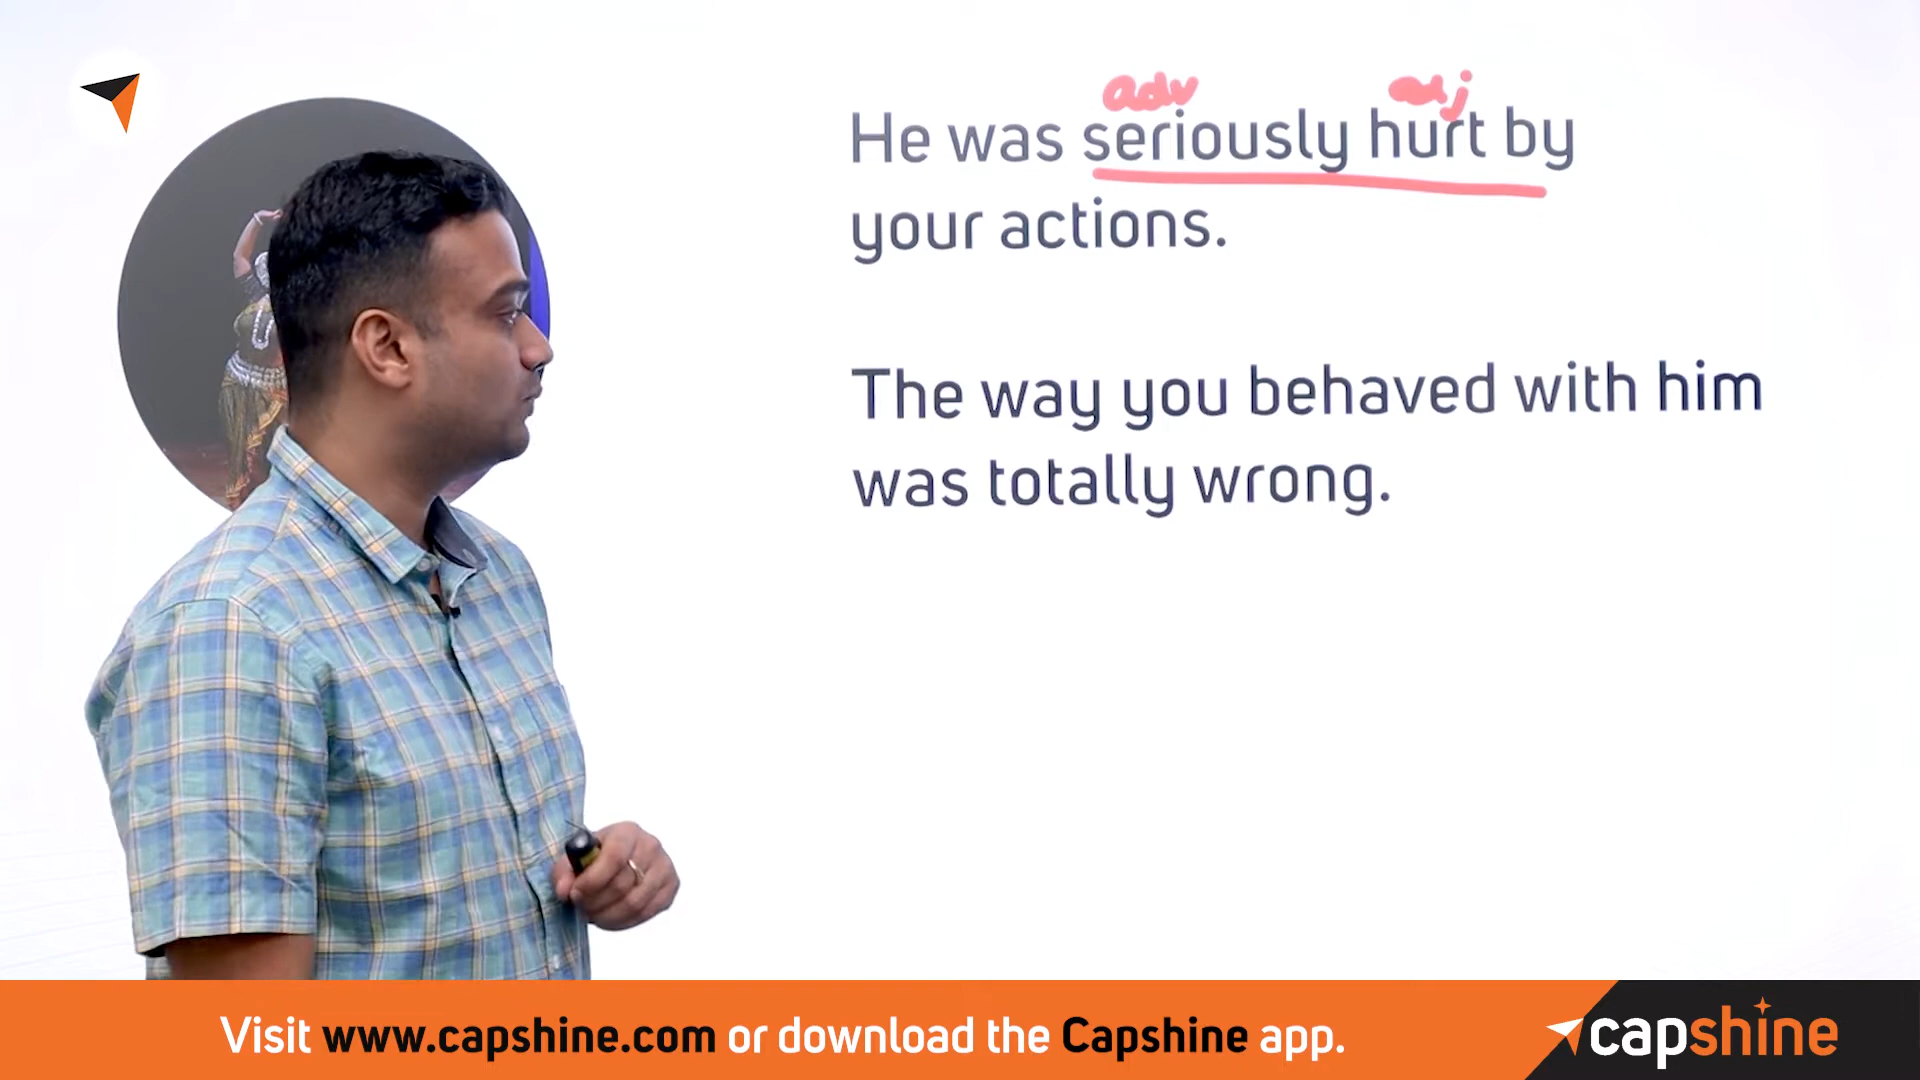 adv adj
He was seriously hurt by
your actions.
The way you behaved with him
was totally wrong.
Visit www.capshine.com or download the Capshine app.
capshine